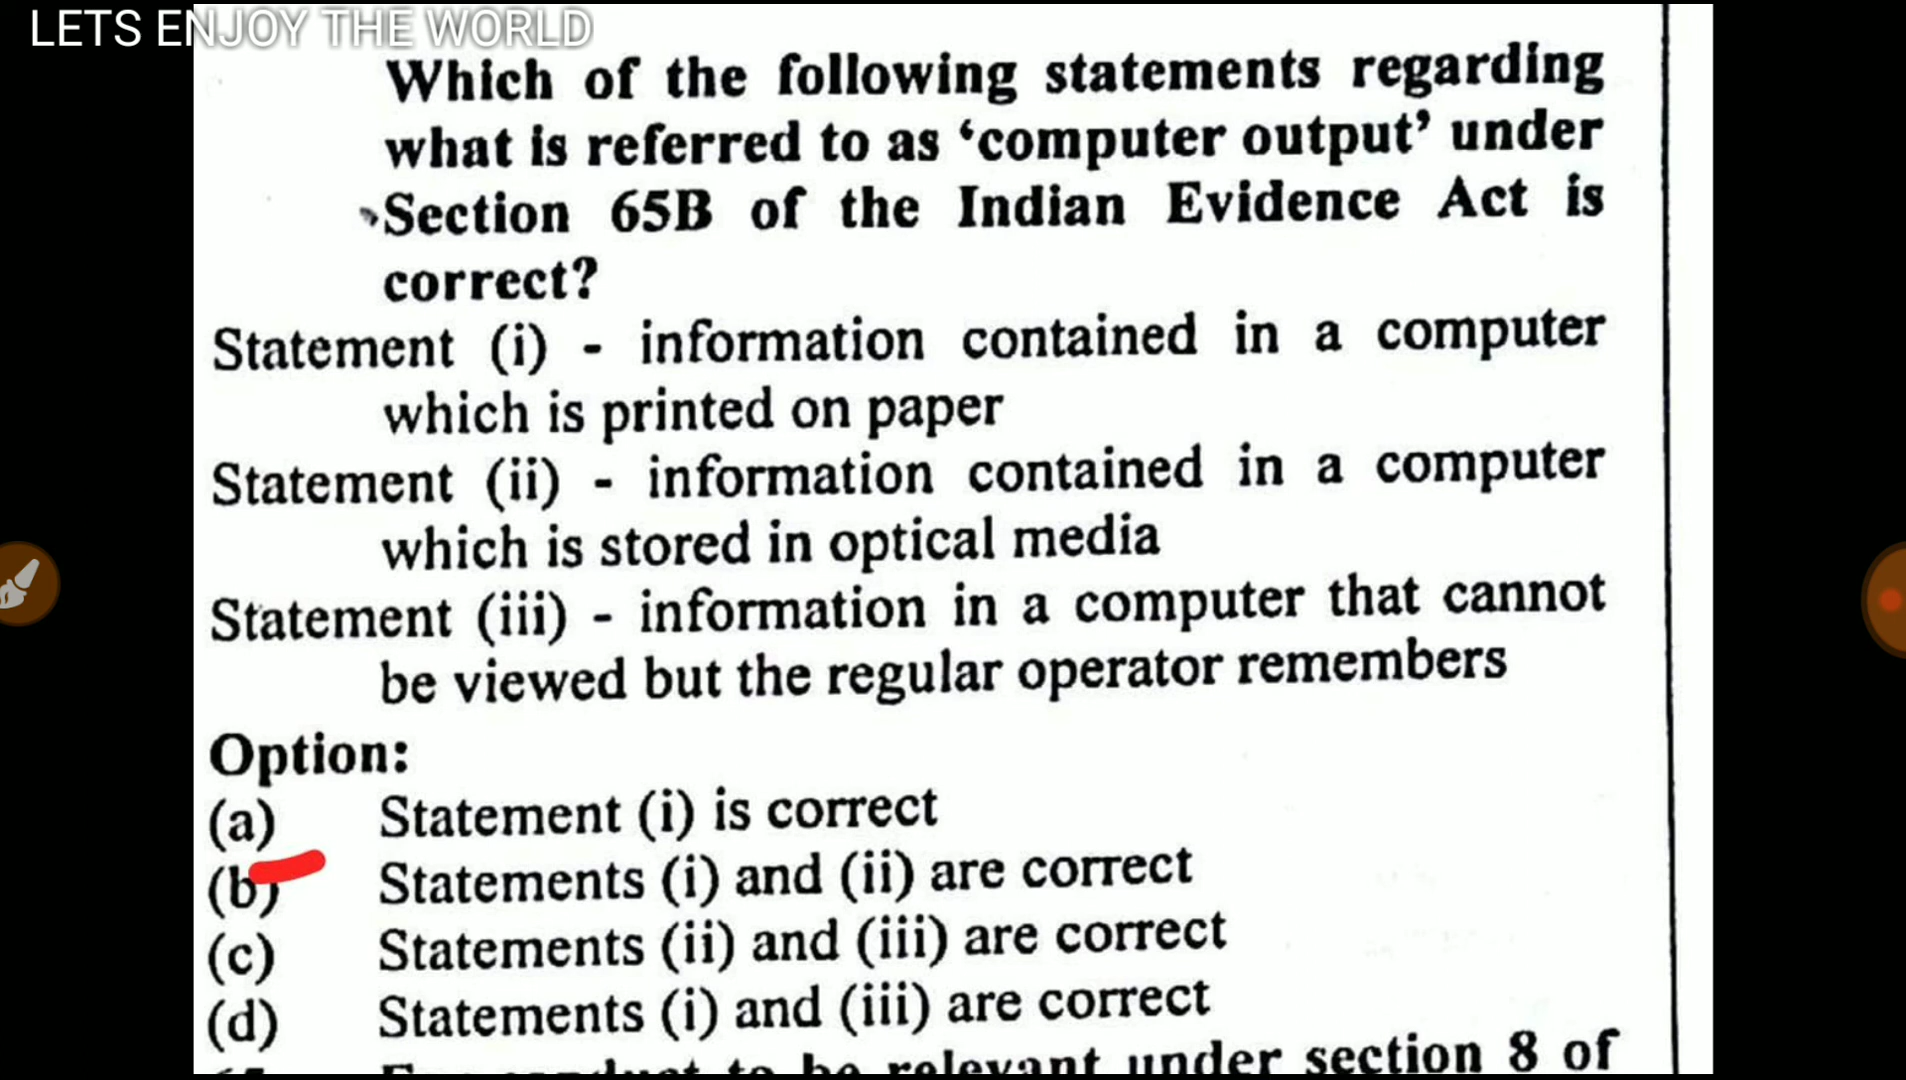 LETS ENJOY THE WORLD
Which of the following statements regarding
what is referred to as ‘computer output’ under
Section 65B of the Indian Evidence Act is
correct?
Statement (i) - information contained in a computer
which is printed on paper
Statement (ii) - information contained in a computer
which is stored in optical media
Statement (iii) - information in a computer that cannot
be viewed but the regular operator remembers
Option:
(a) Statement (i) is correct
(b) Statements (i) and (ii) are correct
(c) Statements (ii) and (iii) are correct
(d) Statements (i) and (iii) are correct
to be relevant under section 8 of